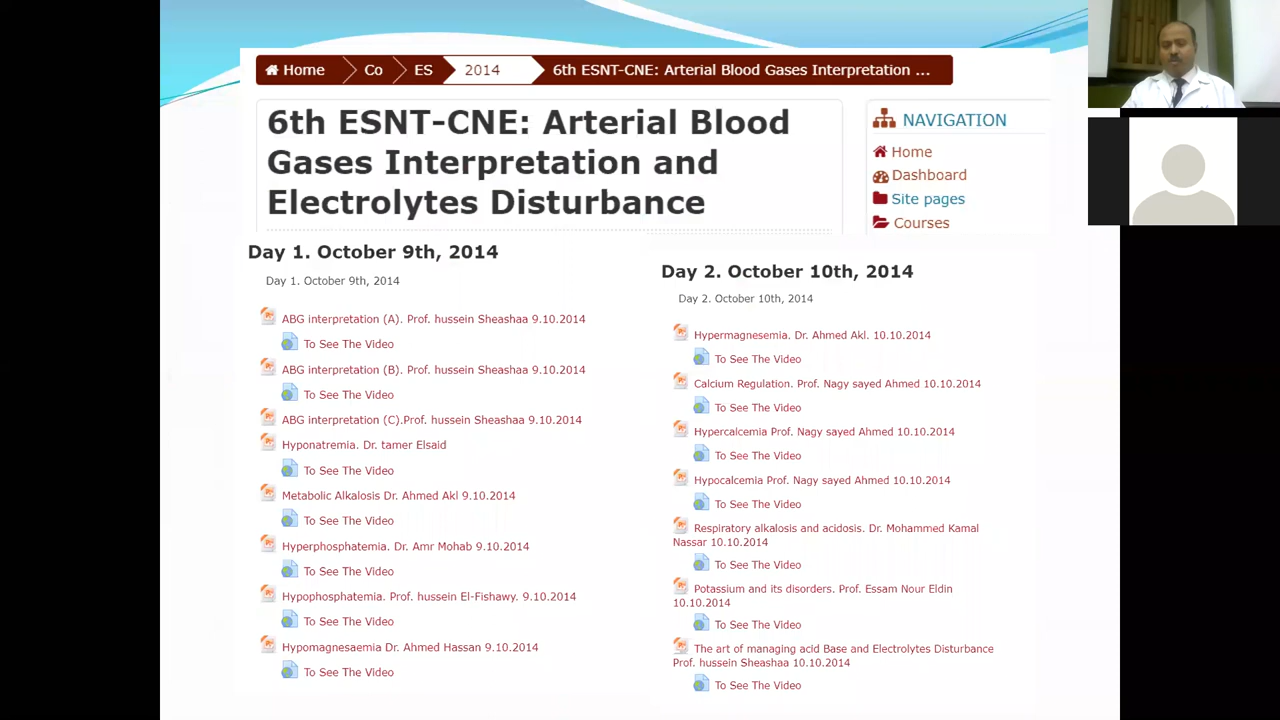 Home Co ES 2014 6th ESNT-CNE: Arterial Blood Gases Interpretation ...
6th ESNT-CNE: Arterial Blood
Gases Interpretation and
Electrolytes Disturbance
NAVIGATION
Home
Dashboard
Site pages
Courses
Day 1. October 9th, 2014
Day 1. October 9th, 2014
ABG interpretation (A). Prof. hussein Sheashaa 9.10.2014
To See The Video
ABG interpretation (B). Prof. hussein Sheashaa 9.10.2014
To See The Video
ABG interpretation (C).Prof. hussein Sheashaa 9.10.2014
Hyponatremia. Dr. tamer Elsaid
To See The Video
Metabolic Alkalosis Dr. Ahmed Akl 9.10.2014
To See The Video
Hyperphosphatemia. Dr. Amr Mohab 9.10.2014
To See The Video
Hypophosphatemia. Prof. hussein El-Fishawy. 9.10.2014
To See The Video
Hypomagnesaemia Dr. Ahmed Hassan 9.10.2014
To See The Video
Day 2. October 10th, 2014
Day 2. October 10th, 2014
Hypermagnesemia. Dr. Ahmed Akl. 10.10.2014
To See The Video
Calcium Regulation. Prof. Nagy sayed Ahmed 10.10.2014
To See The Video
Hypercalcemia Prof. Nagy sayed Ahmed 10.10.2014
To See The Video
Hypocalcemia Prof. Nagy sayed Ahmed 10.10.2014
To See The Video
Respiratory alkalosis and acidosis. Dr. Mohammed Kamal
Nassar 10.10.2014
To See The Video
Potassium and its disorders. Prof. Essam Nour Eldin
10.10.2014
To See The Video
The art of managing acid Base and Electrolytes Disturbance
Prof. hussein Sheashaa 10.10.2014
To See The Video